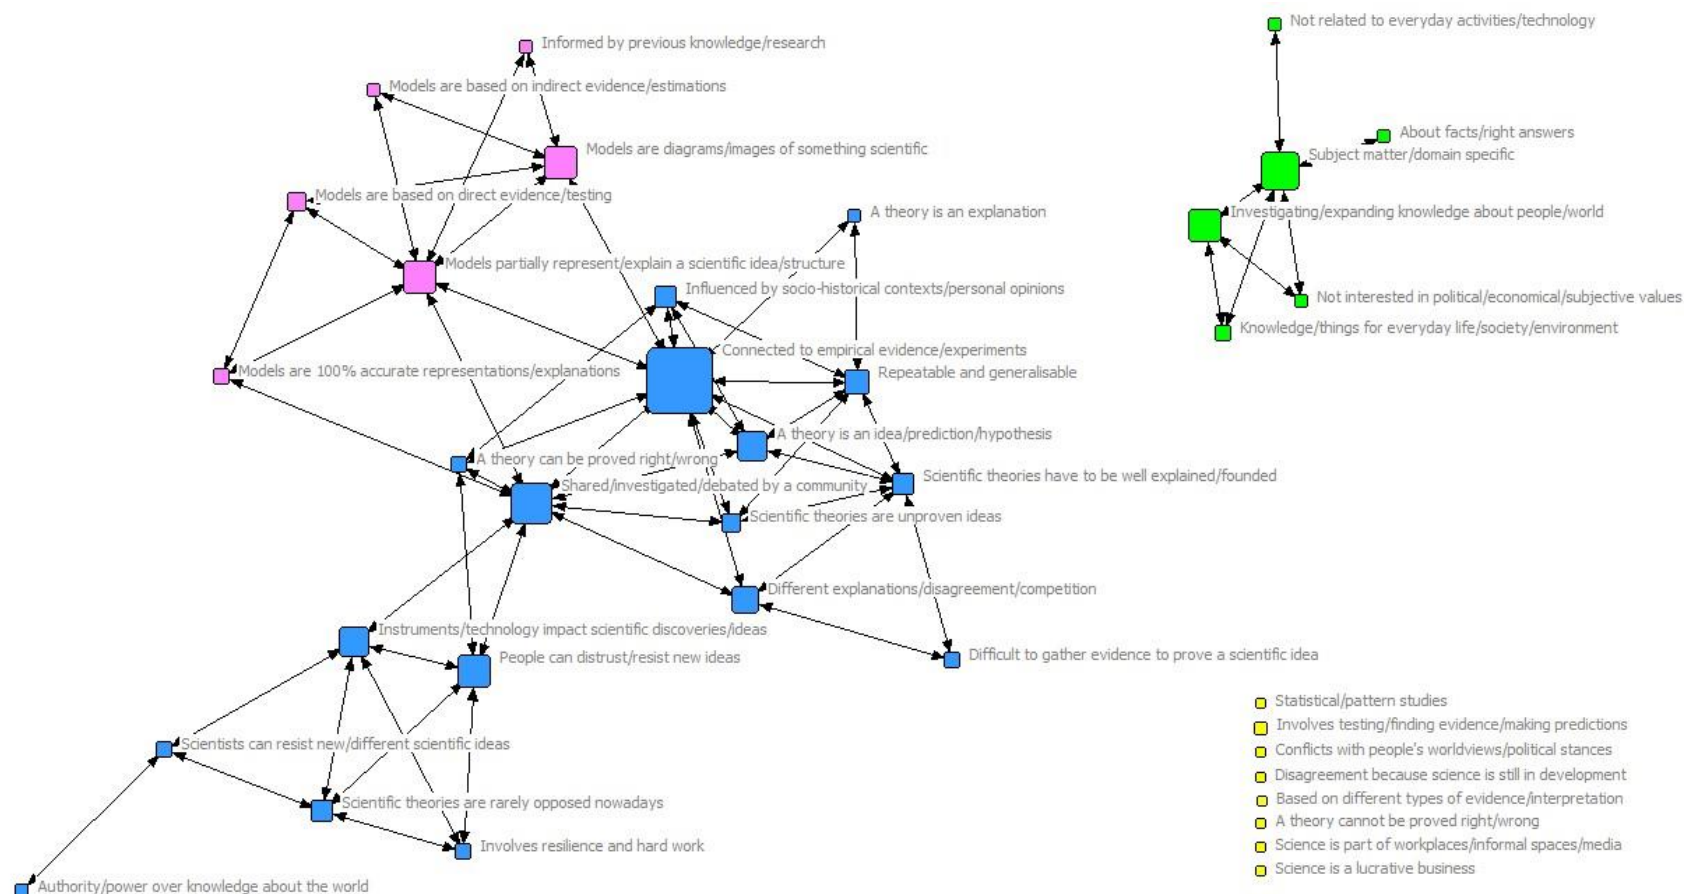 Not related to everyday activities/technology
Informed by previous knowledge/research
Models are based on indirect evidence/estimations
About facts/right answers
Models are diagrams/images of something scientific
Subject matter/domain specific
Models are based on direct evidence/testing
A theory is an explanation
Investigating/expanding knowledge about people/world
Models partially represent/explain a scientific idea/structure
Influenced by socio-historical contexts/personal opinions
Not interested in political/economical/subjective values
Knowledge/things for everyday life/society/environment
Connected to empirical evidence/experiments
Models are 100% accurate representations/explanations
Repeatable and generalisable
A theory is an idea/prediction/hypothesis
A theory can be proved right/wrong
Scientific theories have to be well explained/founded
Shared/investigated/debated by a community
Scientific theories are unproven ideas
Different explanations/disagreement/competition
Instruments/technology impact scientific discoveries/ideas
People can distrust/resist new ideas
Difficult to gather evidence to prove a scientific idea
Scientists can resist new/different scientific ideas
Scientific theories are rarely opposed nowadays
Involves resilience and hard work
Authority/power over knowledge about the world
Statistical/pattern studies
Involves testing/finding evidence/making predictions
Conflicts with people's worldviews/political stances
Disagreement because science is still in development
Based on different types of evidence/interpretation
A theory cannot be proved right/wrong
Science is part of workplaces/informal spaces/media
Science is a lucrative business